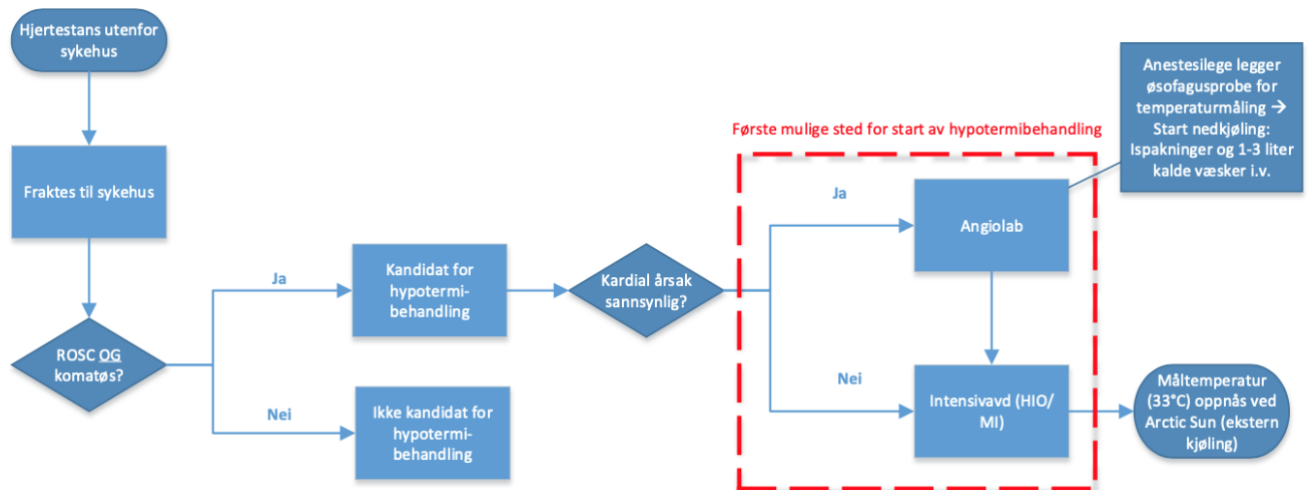 Hjertestans utenfor
sykehus
Fraktes til sykehus
ROSC OG
komatøs?
Ja
Nei
Kandidat for
hypotermi-
behandling
Ikke kandidat for
hypotermi-
behandling
Kardial årsak
sannsynlig?
Første mulige sted for start av hypotermibehandling
Ja
Nei
Angiolab
Intensivavd (HIO/
MI)
Anestesilege legger
øsofagusprobe for
temperaturmåling →
Start nedkjøling:
Ispakninger og 1-3 liter
kalde væsker i.v.
Måltemperatur
(33°C) oppnås ved
Arctic Sun (ekstern
kjøling)